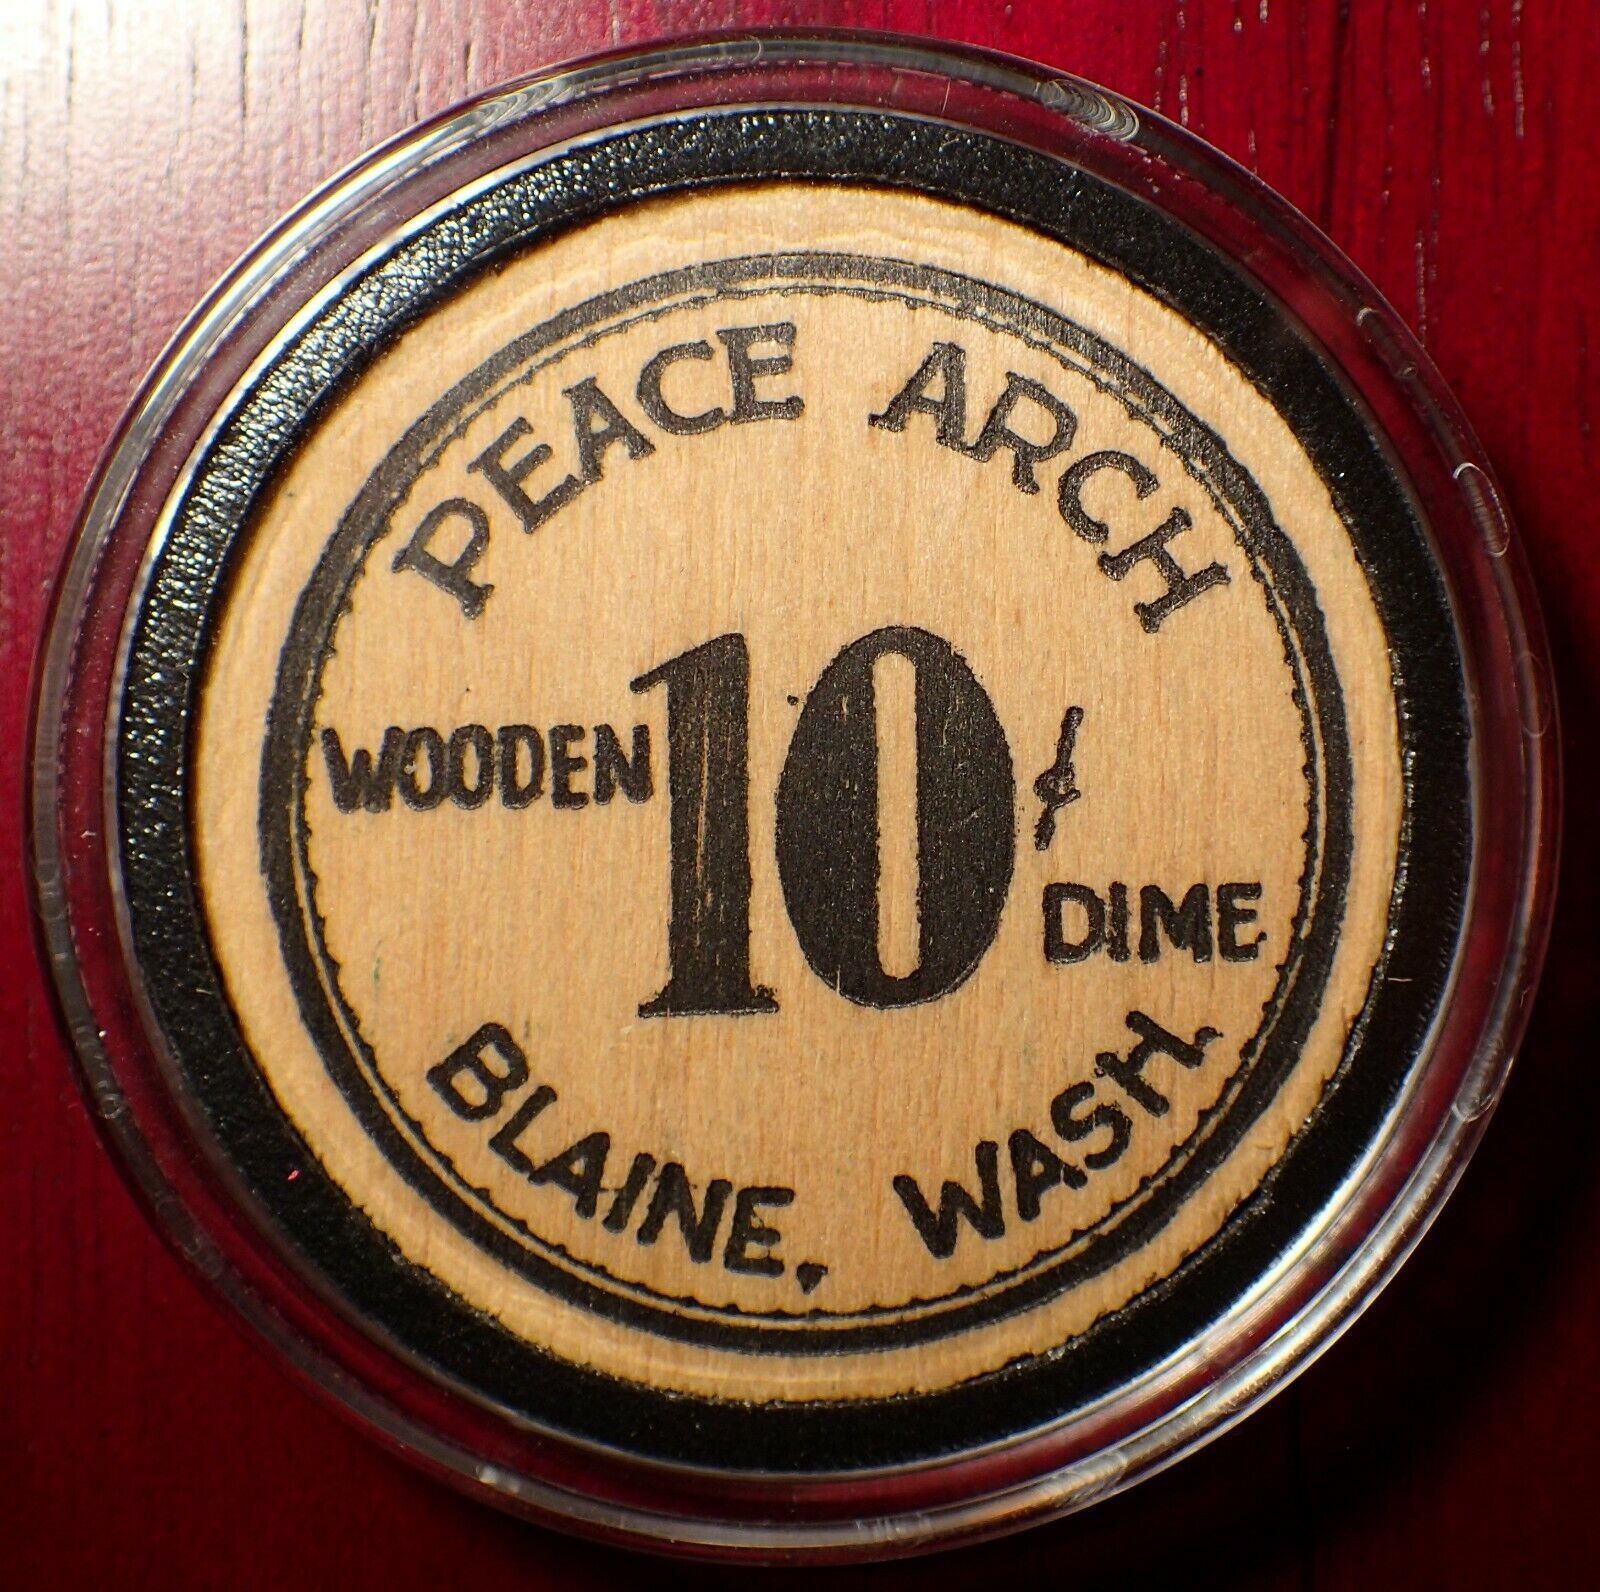 PEACE ARCH
WOODEN 10¢ DIME
BLAINE, WASH.